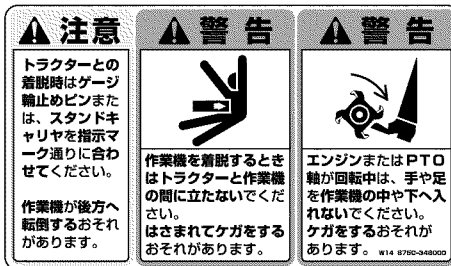 注意
トラクターとの
着脱時はゲージ
輪止めピンまた
は、スタンドキ
ャリヤを指示マ
ーク通りに合わ
せてください。
作業機が後方へ
転倒するおそれ
があります。
警告
作業機を着脱するとき
はトラクターと作業機
の間に立たないでくだ
さい。
はさまれてケガをする
おそれがあります。
警告
エンジンまたはPTO
軸が回転中は、手や足
を作業機の中や下へ入
れないでください。
ケガをするおそれが
あります。 W14 8750-348000